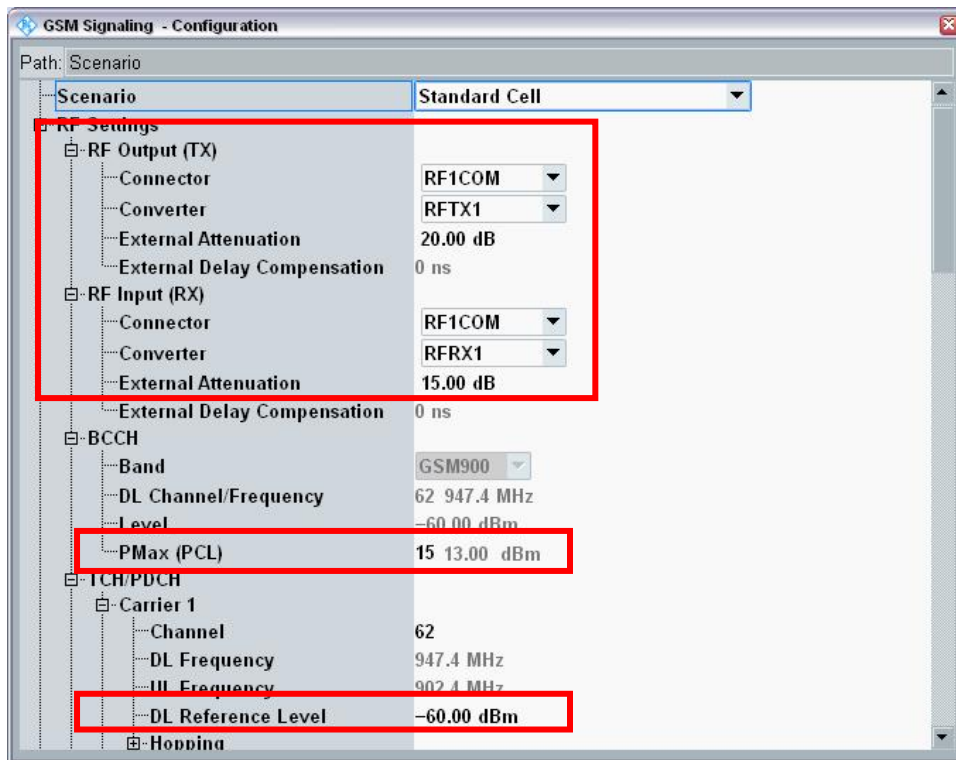 GSM Signaling - Configuration
Path: Scenario
Scenario Standard Cell
RF Settings
RF Output (TX)
Connector RF1COM
Converter RFTX1
External Attenuation 20.00 dB
External Delay Compensation 0 ns
RF Input (RX)
Connector RF1COM
Converter RFRX1
External Attenuation 15.00 dB
External Delay Compensation 0 ns
BCCH
Band GSM900
DL Channel/Frequency 62 947.4 MHz
Level −60.00 dBm
PMax (PCL) 15 13.00 dBm
TCH/PDCH
Carrier 1
Channel 62
DL Frequency 947.4 MHz
UL Frequency 902.4 MHz
DL Reference Level −60.00 dBm
Hopping